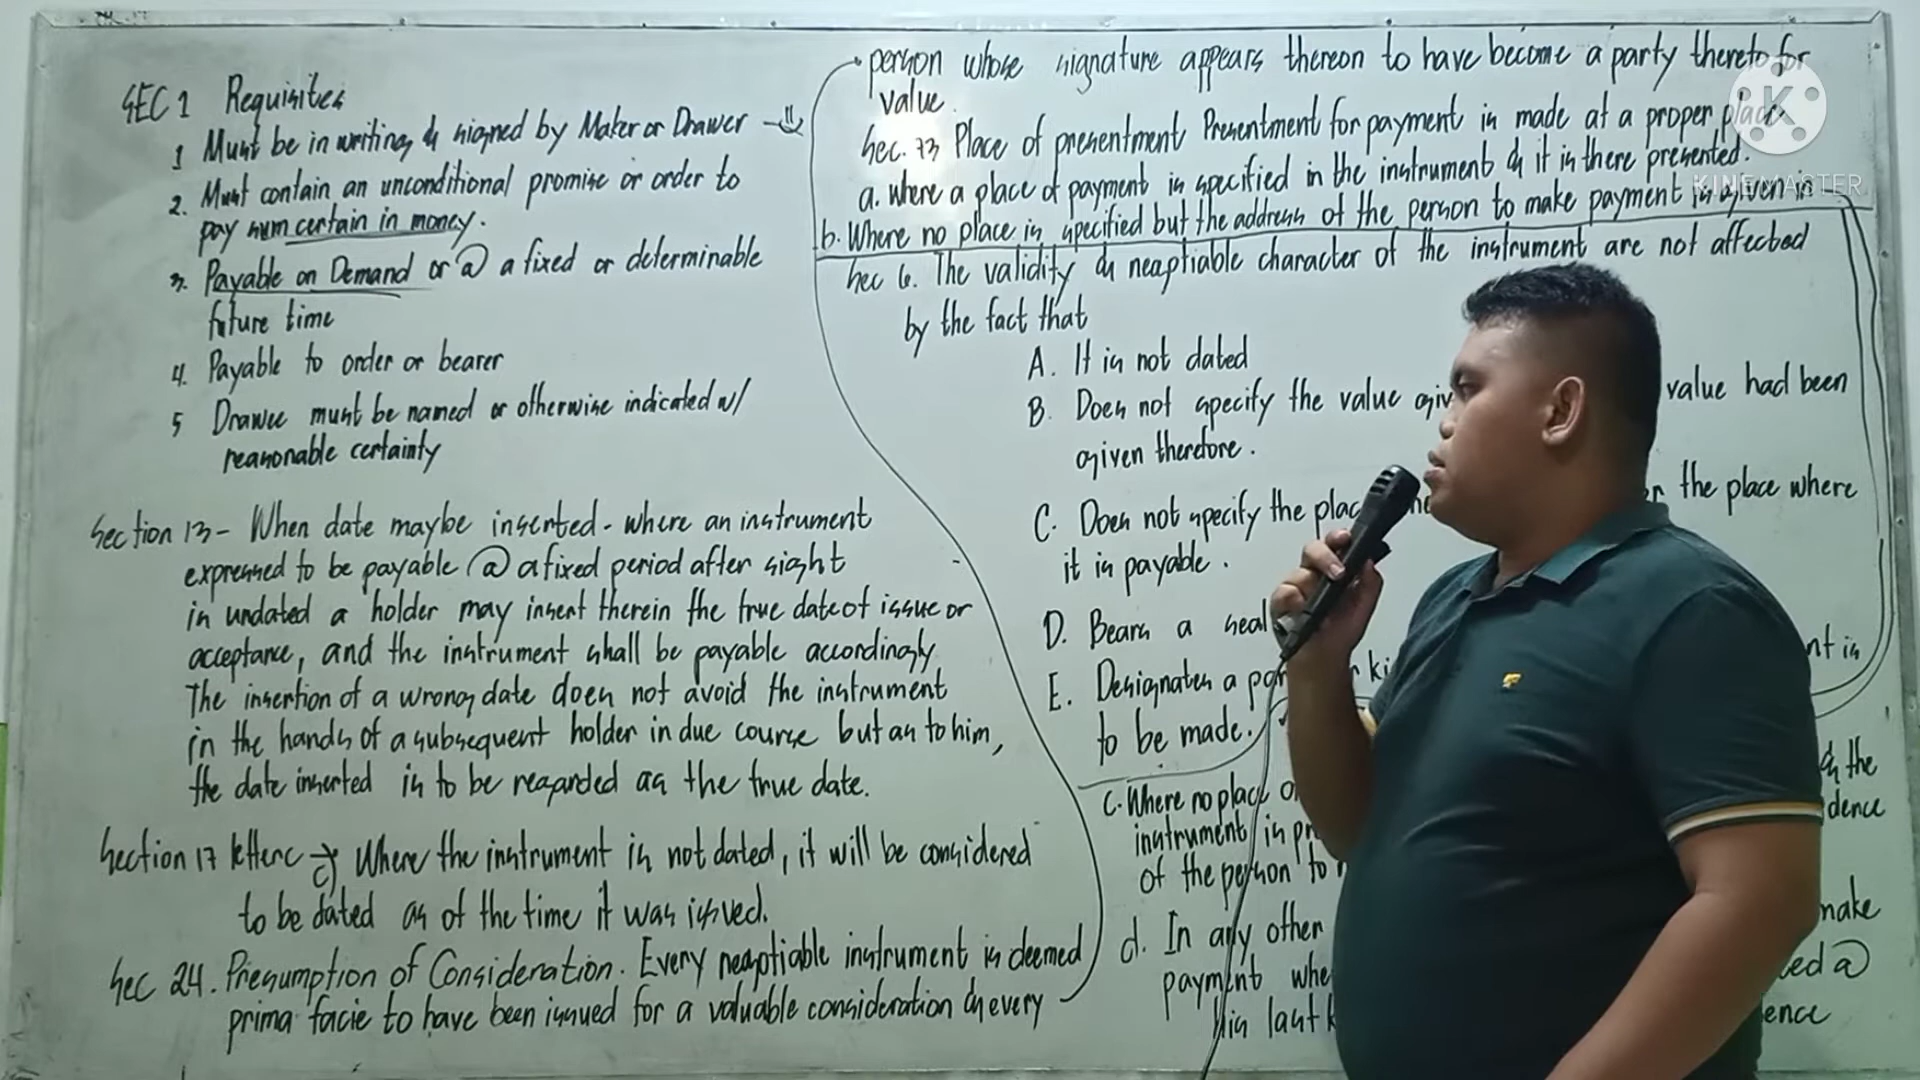 SEC 1 Requisites
1 Must be in writing & signed by Maker or Drawer
2. Must contain an unconditional promise or order to
pay sum certain in money.
3. Payable on Demand or @ a fixed or determinable
future time
4. Payable to order or bearer
5 Drawee must be named or otherwise indicated w/
reasonable certainty
Section 13 - When date maybe inserted - where an instrument
expressed to be payable @ a fixed period after sight
is undated a holder may insert therein the true date of issue or
acceptance, and the instrument shall be payable accordingly
The insertion of a wrong date does not avoid the instrument
in the hands of a subsequent holder in due course but as to him,
the date inserted is to be regarded as the true date.
Section 17 letter c → Where the instrument is not dated, it will be considered
c)
to be dated as of the time it was issued.
Sec 24. Presumption of Consideration. Every negotiable instrument is deemed
prima facie to have been issued for a valuable consideration & every
person whose signature appears thereon to have become a party thereto for
value.
Sec. 73 Place of presentment Presentment for payment is made at a proper place
a. where a place of payment is specified in the instrument & it is there presented.
b. Where no place is specified but the address of the person to make payment is given in
Sec 6. The validity & negotiable character of the instrument are not affected
by the fact that
A. It is not dated
B. Does not specify the value giv value had been
given therefore.
C. Does not specify the plac the place where
it is payable.
D. Bears a seal
E. Designates a par ki nt is
to be made.
C. Where no place & the
instrument is pr dence
of the person to
d. In any other make
payment whe ed @
his last k ence
K
KINEMASTER